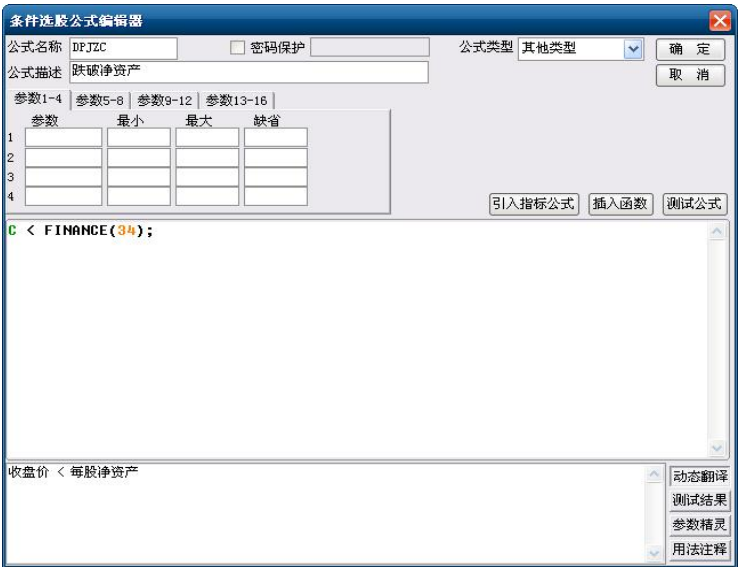 条件选股公式编辑器
公式名称 DPJZC 密码保护 公式类型 其他类型 确 定
公式描述 跌破净资产 取 消
参数1-4 参数5-8 参数9-12 参数13-16
参数 最小 最大 缺省
1
2
3
4
引入指标公式 插入函数 测试公式
C < FINANCE(34);
收盘价 < 每股净资产
动态翻译
测试结果
参数精灵
用法注释